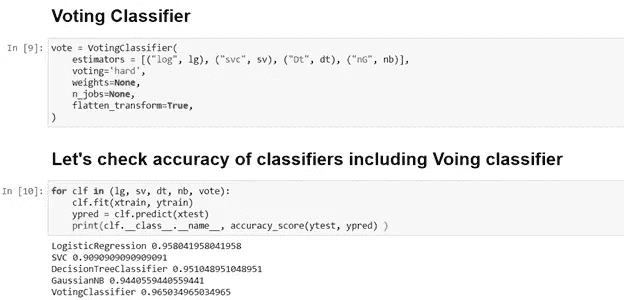 Voting Classifier
In [9]: vote = VotingClassifier(
estimators = [("log", lg), ("svc", sv), ("Dt", dt), ("nG", nb)],
voting='hard',
weights=None,
n_jobs=None,
flatten_transform=True,
)
Let's check accuracy of classifiers including Voing classifier
In [10]: for clf in (lg, sv, dt, nb, vote):
clf.fit(xtrain, ytrain)
ypred = clf.predict(xtest)
print(clf.__class__.__name__, accuracy_score(ytest, ypred) )
LogisticRegression 0.958041958041958
SVC 0.9090909090909091
DecisionTreeClassifier 0.951048951048951
GaussianNB 0.9440559440559441
VotingClassifier 0.965034965034965